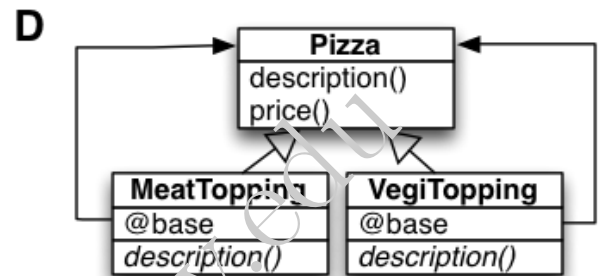 D
Pizza
description()
price()
MeatTopping
@base
description()
VegiTopping
@base
description()